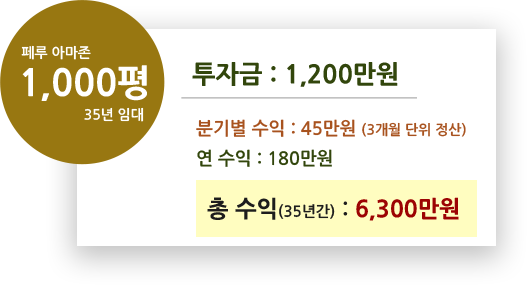 페루 아마존
1,000평
35년 임대
투자금 : 1,200만원
분기별 수익 : 45만원 (3개월 단위 정산)
연 수익 : 180만원
총 수익(35년간) : 6,300만원